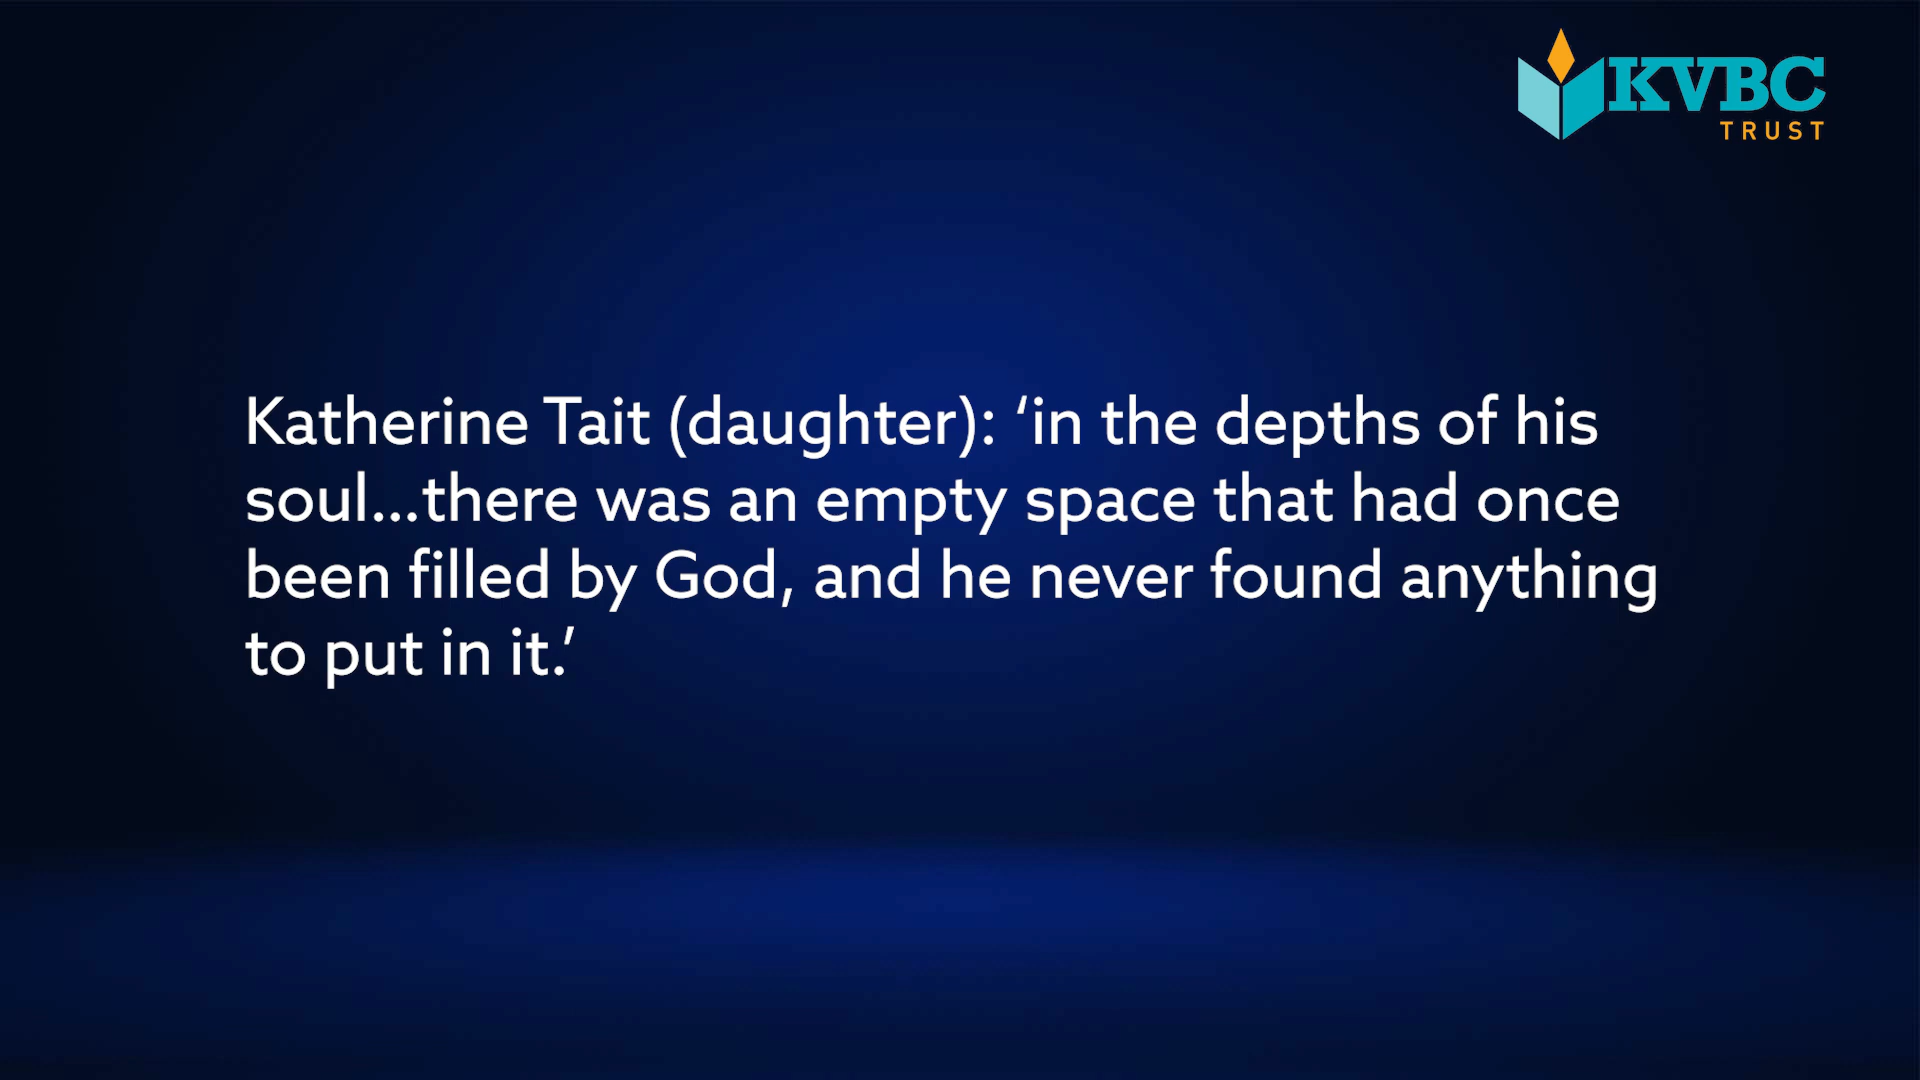 KVBC
TRUST
Katherine Tait (daughter): ‘in the depths of his
soul...there was an empty space that had once
been filled by God, and he never found anything
to put in it.’